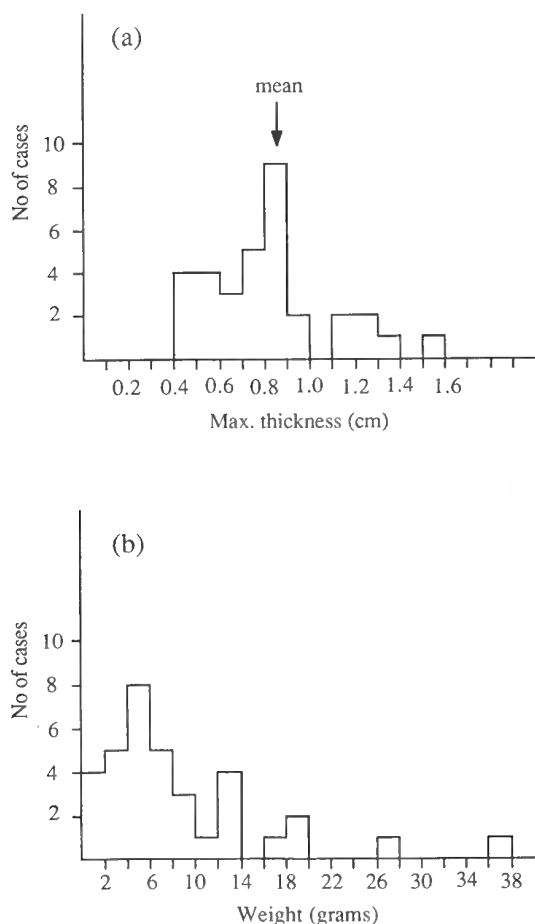 (a)
mean
No of cases
10
8
6
4
2
0.2 0.4 0.6 0.8 1.0 1.2 1.4 1.6
Max. thickness (cm)
(b)
No of cases
10
8
6
4
2
2 6 10 14 18 22 26 28 32 34 38
Weight (grams)